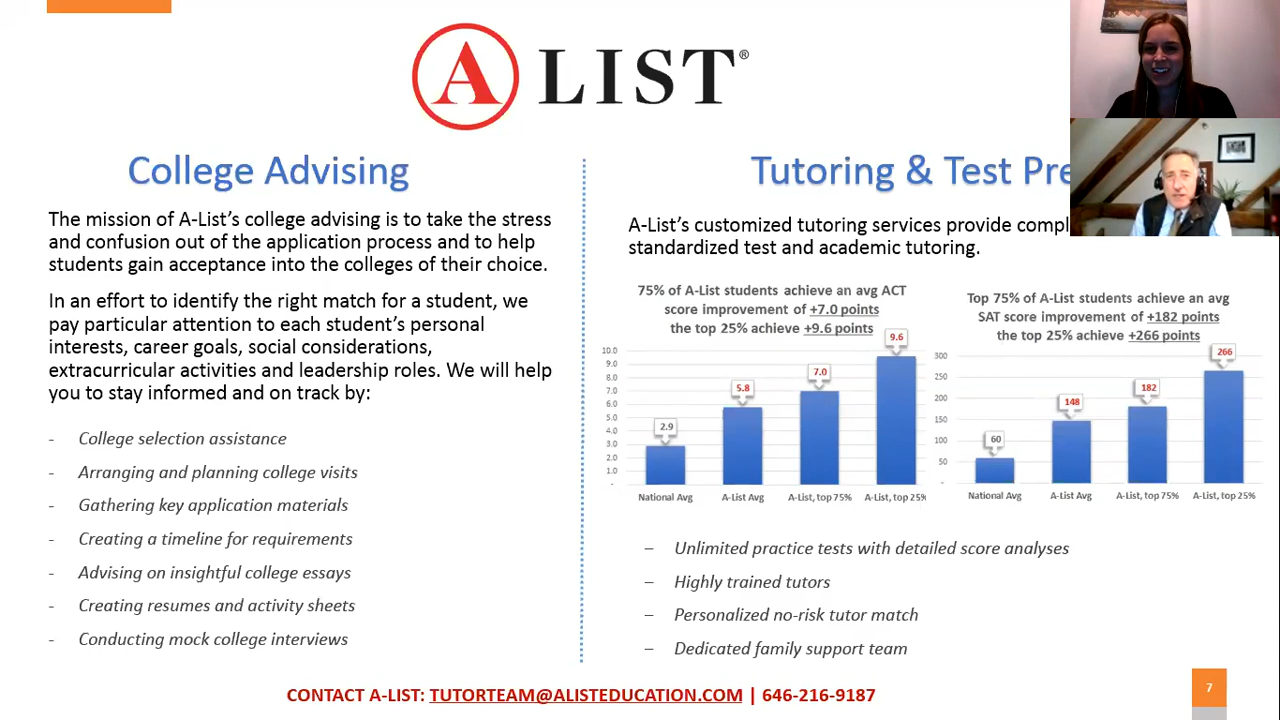 A LIST®
College Advising
The mission of A-List's college advising is to take the stress
and confusion out of the application process and to help
students gain acceptance into the colleges of their choice.
In an effort to identify the right match for a student, we
pay particular attention to each student's personal
interests, career goals, social considerations,
extracurricular activities and leadership roles. We will help
you to stay informed and on track by:
- College selection assistance
- Arranging and planning college visits
- Gathering key application materials
- Creating a timeline for requirements
- Advising on insightful college essays
- Creating resumes and activity sheets
- Conducting mock college interviews
Tutoring & Test Pre
A-List's customized tutoring services provide compl
standardized test and academic tutoring.
75% of A-List students achieve an avg ACT
score improvement of +7.0 points
the top 25% achieve +9.6 points
10.0
9.0
8.0
7.0
6.0
5.0
4.0
3.0
2.0
1.0
-
2.9
5.8
7.0
9.6
National Avg
A-List Avg
A-List, top 75%
A-List, top 25%
Top 75% of A-List students achieve an avg
SAT score improvement of +182 points
the top 25% achieve +266 points
300
250
200
150
100
50
-
60
148
182
266
National Avg
A-List Avg
A-List, top 75%
A-List, top 25%
– Unlimited practice tests with detailed score analyses
– Highly trained tutors
– Personalized no-risk tutor match
– Dedicated family support team
CONTACT A-LIST: TUTORTEAM@ALISTEDUCATION.COM | 646-216-9187
7